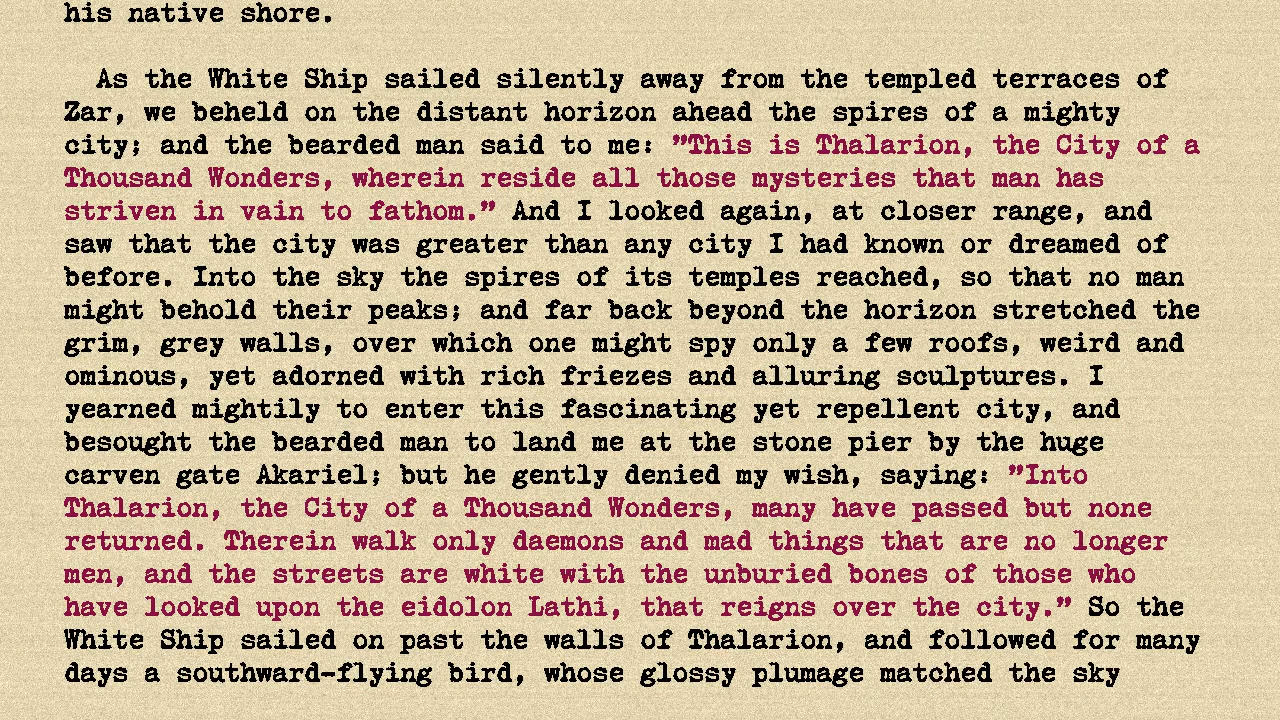 his native shore.
As the White Ship sailed silently away from the templed terraces of
Zar, we beheld on the distant horizon ahead the spires of a mighty
city; and the bearded man said to me: ”This is Thalarion, the City of a
Thousand Wonders, wherein reside all those mysteries that man has
striven in vain to fathom.” And I looked again, at closer range, and
saw that the city was greater than any city I had known or dreamed of
before. Into the sky the spires of its temples reached, so that no man
might behold their peaks; and far back beyond the horizon stretched the
grim, grey walls, over which one might spy only a few roofs, weird and
ominous, yet adorned with rich friezes and alluring sculptures. I
yearned mightily to enter this fascinating yet repellent city, and
besought the bearded man to land me at the stone pier by the huge
carven gate Akariel; but he gently denied my wish, saying: ”Into
Thalarion, the City of a Thousand Wonders, many have passed but none
returned. Therein walk only daemons and mad things that are no longer
men, and the streets are white with the unburied bones of those who
have looked upon the eidolon Lathi, that reigns over the city.” So the
White Ship sailed on past the walls of Thalarion, and followed for many
days a southward-flying bird, whose glossy plumage matched the sky